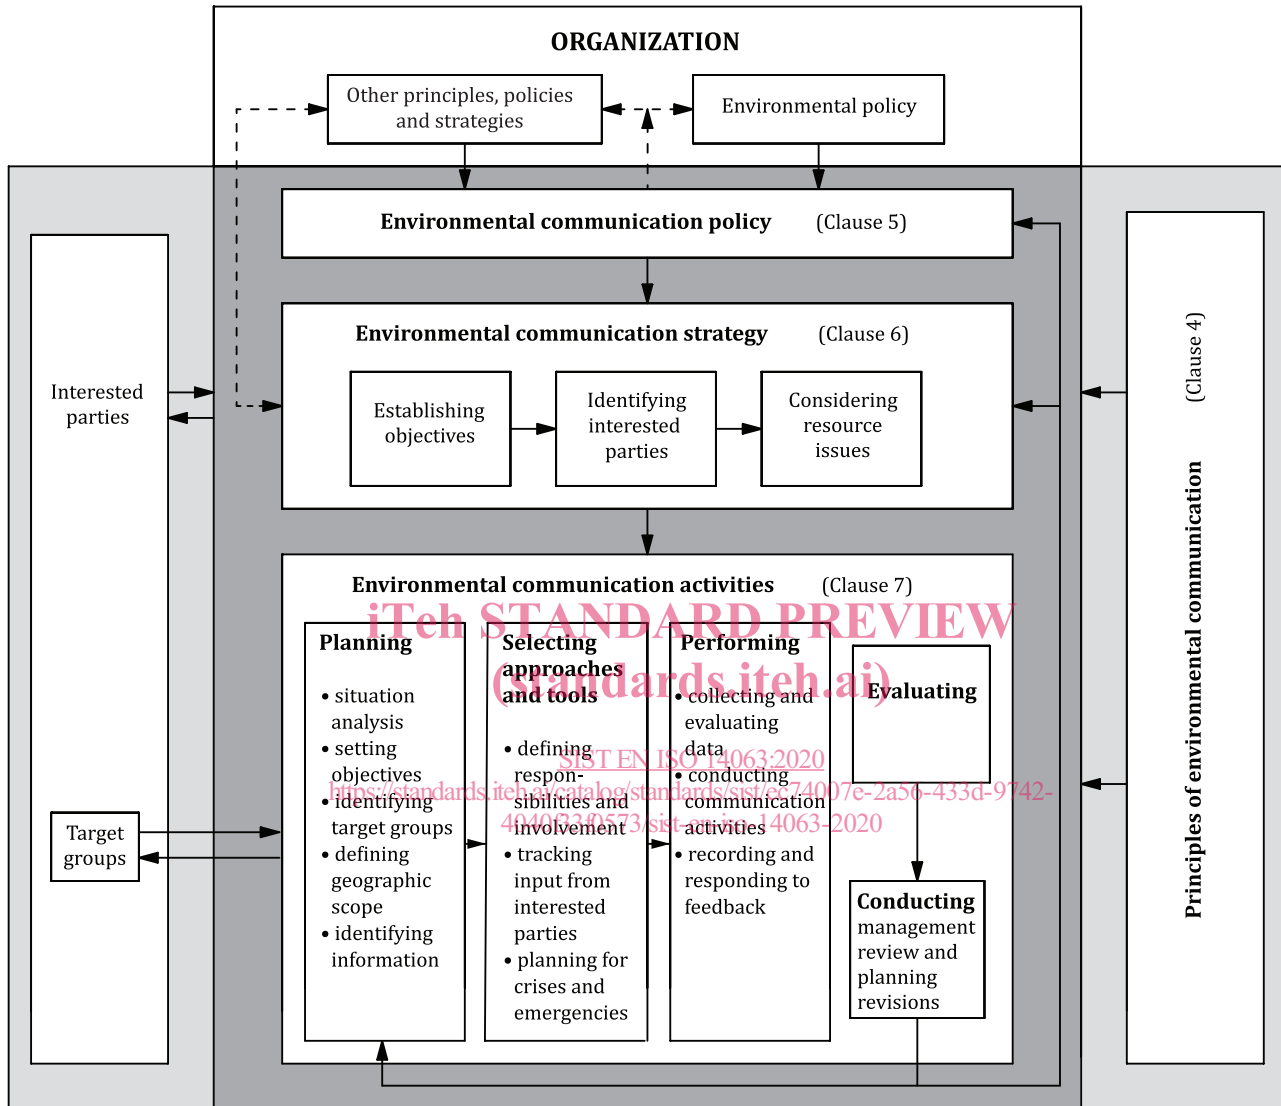 ORGANIZATION
Other principles, policies
and strategies
Environmental policy
Environmental communication policy (Clause 5)
Environmental communication strategy (Clause 6)
Establishing
objectives
Identifying
interested
parties
Considering
resource
issues
Interested
parties
Environmental communication activities (Clause 7)
iTeh STANDARD PREVIEW
(standards.iteh.ai)
SIST EN ISO 14063:2020
https://standards.iteh.ai/catalog/standards/sist/ec74007e-2a56-433d-9742-
4040f33f0573/sist-en-iso-14063-2020
Planning
• situation
analysis
• setting
objectives
• identifying
target groups
• defining
geographic
scope
• identifying
information
Selecting
approaches
and tools
• defining
respon-
sibilities and
involvement
• tracking
input from
interested
parties
• planning for
crises and
emergencies
Performing
• collecting and
evaluating
data
• conducting
communication
activities
• recording and
responding to
feedback
Evaluating
Conducting
management
review and
planning
revisions
Target
groups
Principles of environmental communication (Clause 4)